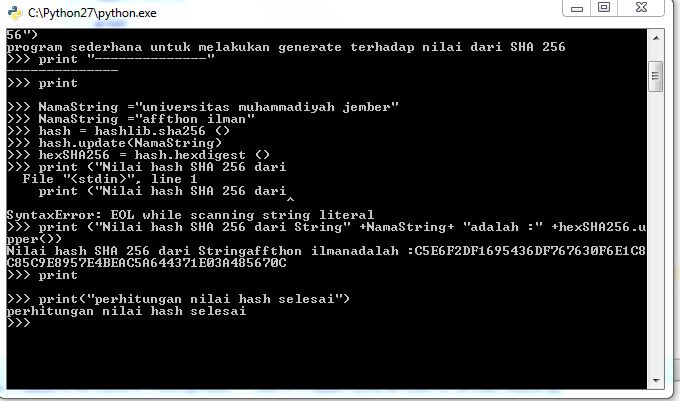 C:\Python27\python.exe
56")
program sederhana untuk melakukan generate terhadap nilai dari SHA 256
>>> print "--------------"
--------------
>>> print

>>> NamaString ="universitas muhammadiyah jember"
>>> NamaString ="affthon ilman"
>>> hash = hashlib.sha256 ()
>>> hash.update(NamaString)
>>> hexSHA256 = hash.hexdigest ()
>>> print ("Nilai hash SHA 256 dari
  File "<stdin>", line 1
    print ("Nilai hash SHA 256 dari
                                  ^
SyntaxError: EOL while scanning string literal
>>> print ("Nilai hash SHA 256 dari String" +NamaString+ "adalah :" +hexSHA256.u
pper())
Nilai hash SHA 256 dari Stringaffthon ilmanadalah :C5E6F2DF1695436DF767630F6E1C8
C85C9E8957E4BEAC5A644371E03A485670C
>>> print

>>> print("perhitungan nilai hash selesai")
perhitungan nilai hash selesai
>>>